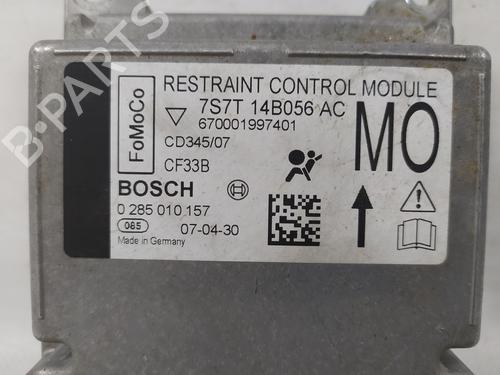 FoMoCo
RESTRAINT CONTROL MODULE
7S7T 14B056 AC
670001997401
CD345/07
CF33B
MO
BOSCH
0 285 010 157
085
07-04-30
Made in Germany
B-PARTS